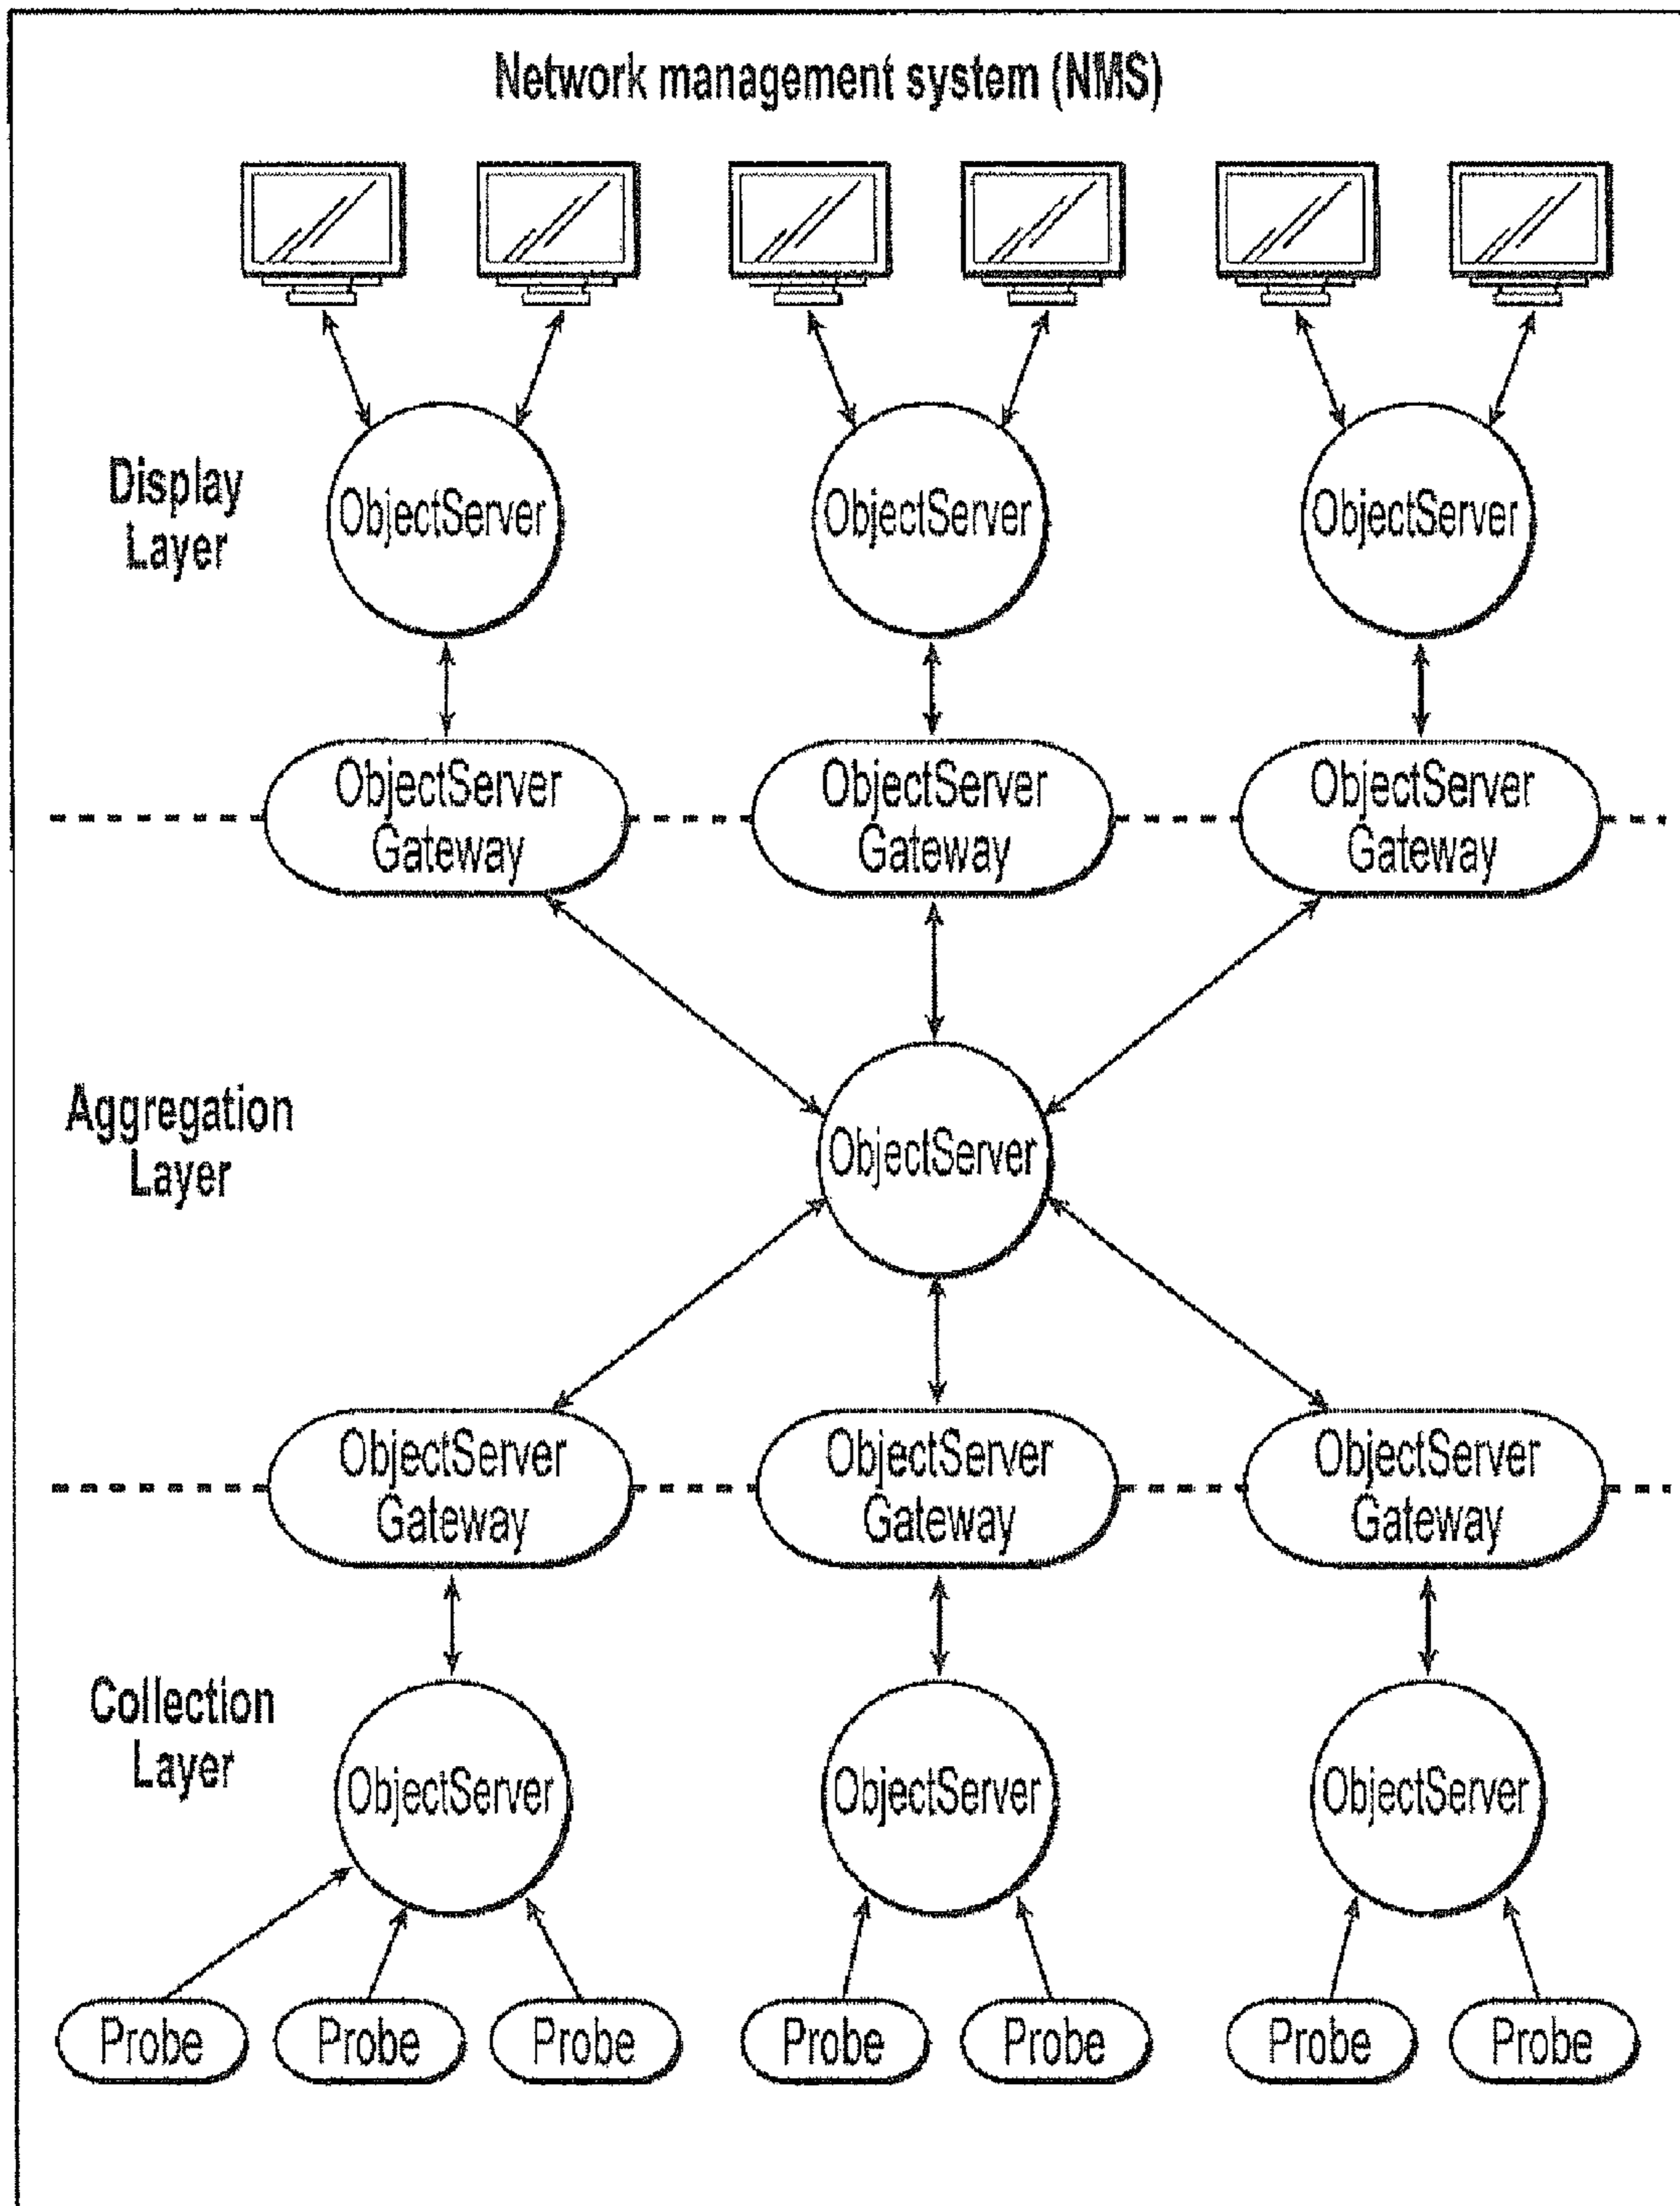 Network management system (NMS)
Display
Layer
ObjectServer
ObjectServer
ObjectServer
ObjectServer
Gateway
ObjectServer
Gateway
ObjectServer
Gateway
Aggregation
Layer
ObjectServer
ObjectServer
Gateway
ObjectServer
Gateway
ObjectServer
Gateway
Collection
Layer
ObjectServer
ObjectServer
ObjectServer
Probe
Probe
Probe
Probe
Probe
Probe
Probe